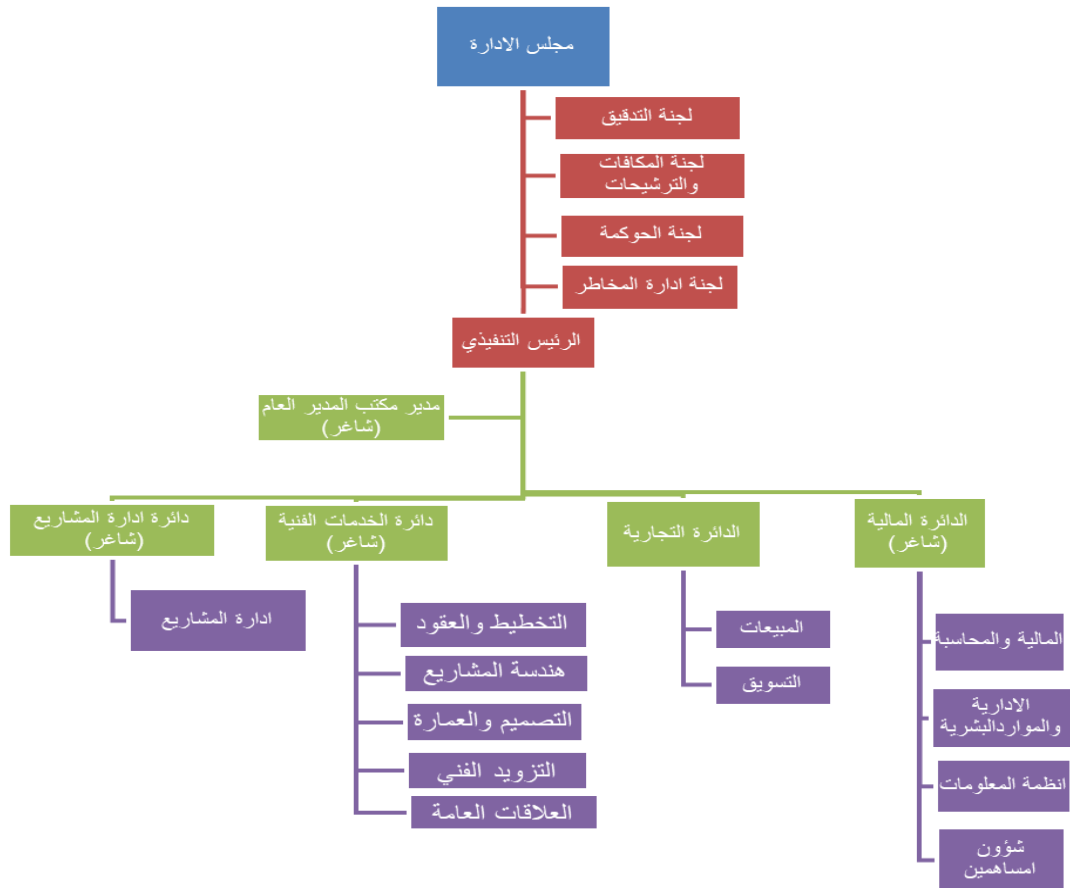 مجلس الادارة
لجنة التدقيق
لجنة المكافات
والترشيحات
لجنة الحوكمة
لجنة ادارة المخاطر
الرئيس التنفيذي
مدير مكتب المدير العام
(شاغر)
الدائرة المالية
(شاغر)
الدائرة التجارية
دائرة الخدمات الفنية
(شاغر)
دائرة ادارة المشاريع
(شاغر)
المالية والمحاسبة
الادارية
والمواردالبشرية
انظمة المعلومات
شؤون
امساهمين
المبيعات
التسويق
التخطيط والعقود
هندسة المشاريع
التصميم والعمارة
التزويد الفني
العلاقات العامة
ادارة المشاريع